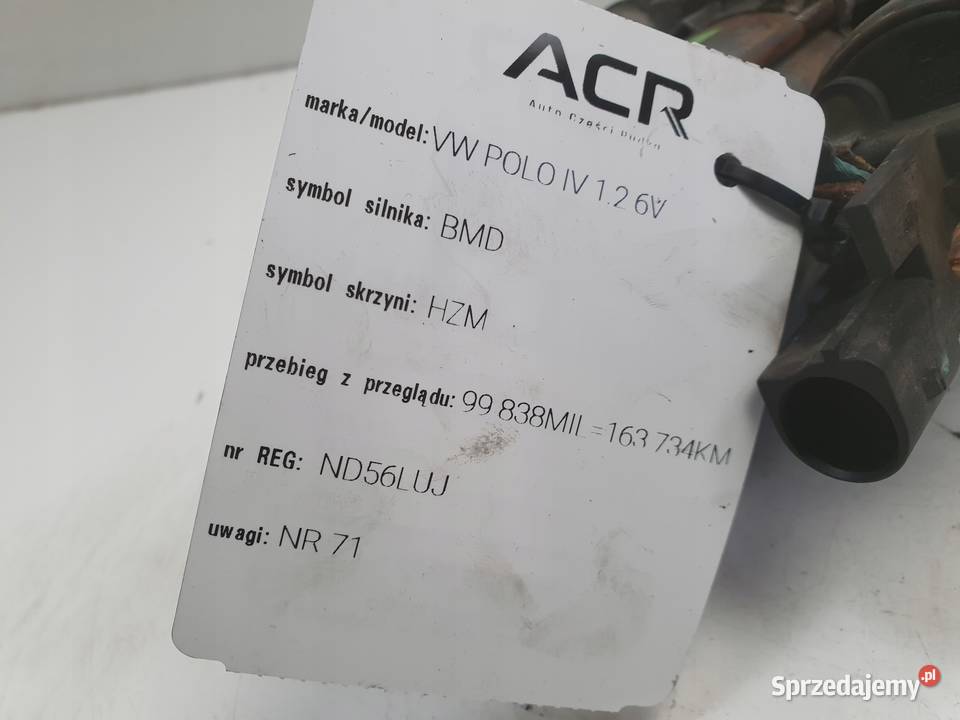 ACR
Auto Części Rudka
marka/model: VW POLO IV 1.2 6V
symbol silnika: BMD
symbol skrzyni: HZM
przebieg z przeglądu: 99 838MIL=163 734KM
nr REG: ND56LUJ
uwagi: NR 71
Sprzedajemy.pl